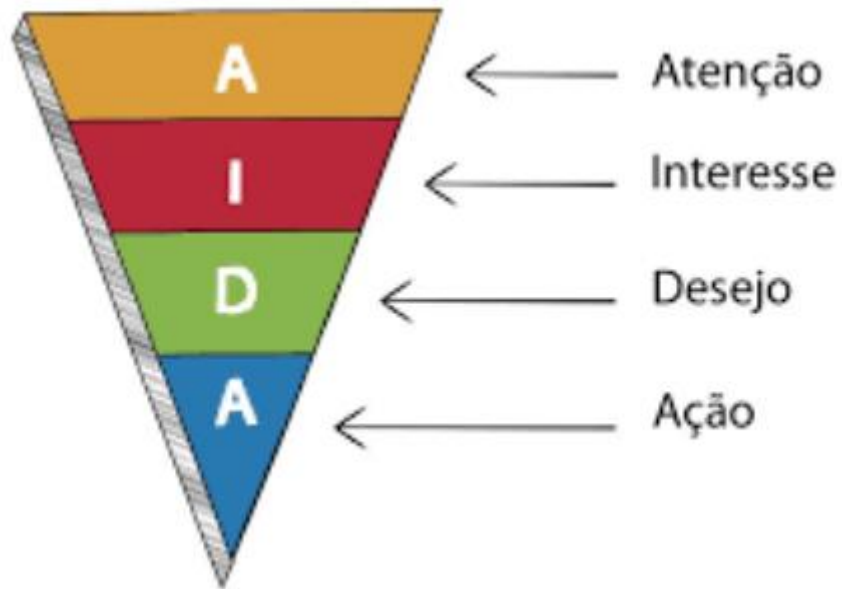 A
Atenção
I
Interesse
D
Desejo
A
Ação